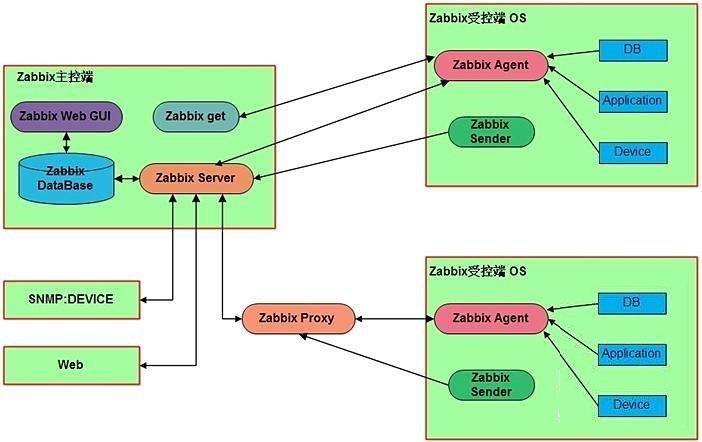 Zabbix主控端
Zabbix Web GUI
Zabbix get
Zabbix
DataBase
Zabbix Server
SNMP:DEVICE
Web
Zabbix受控端 OS
Zabbix Agent
DB
Application
Device
Zabbix
Sender
Zabbix Proxy
Zabbix受控端 OS
Zabbix Agent
DB
Application
Device
Zabbix
Sender